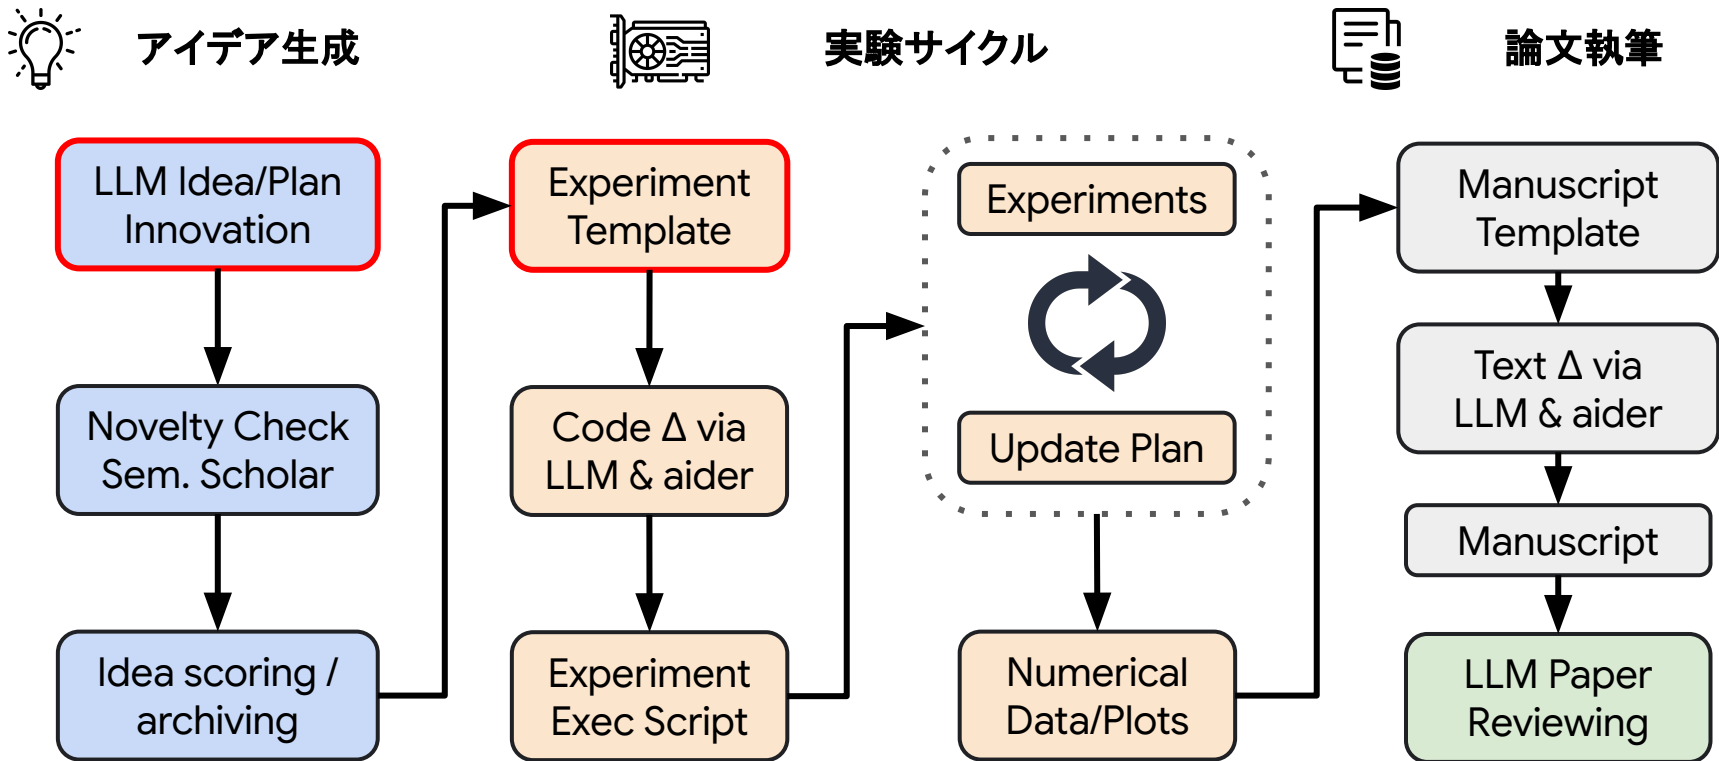 アイデア生成
実験サイクル
論文執筆
LLM Idea/Plan
Innovation
Novelty Check
Sem. Scholar
Idea scoring /
archiving
Experiment
Template
Code Δ via
LLM & aider
Experiment
Exec Script
Experiments
Update Plan
Numerical
Data/Plots
Manuscript
Template
Text Δ via
LLM & aider
Manuscript
LLM Paper
Reviewing